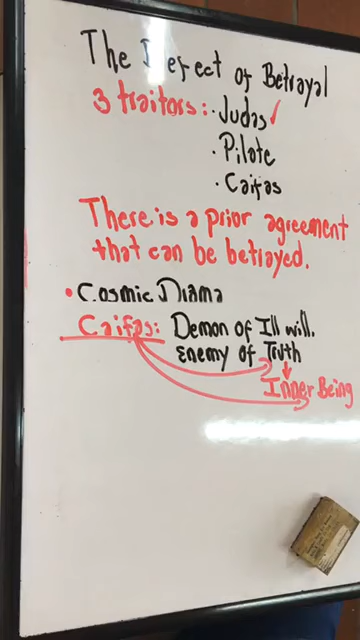 The Defect of Betrayal
3 traitors: · Judas ✓
· Pilate
· Caifas
There is a prior agreement
that can be betrayed.
• Cosmic Drama
Caifas: Demon of Ill will.
Enemy of Truth
Inner Being